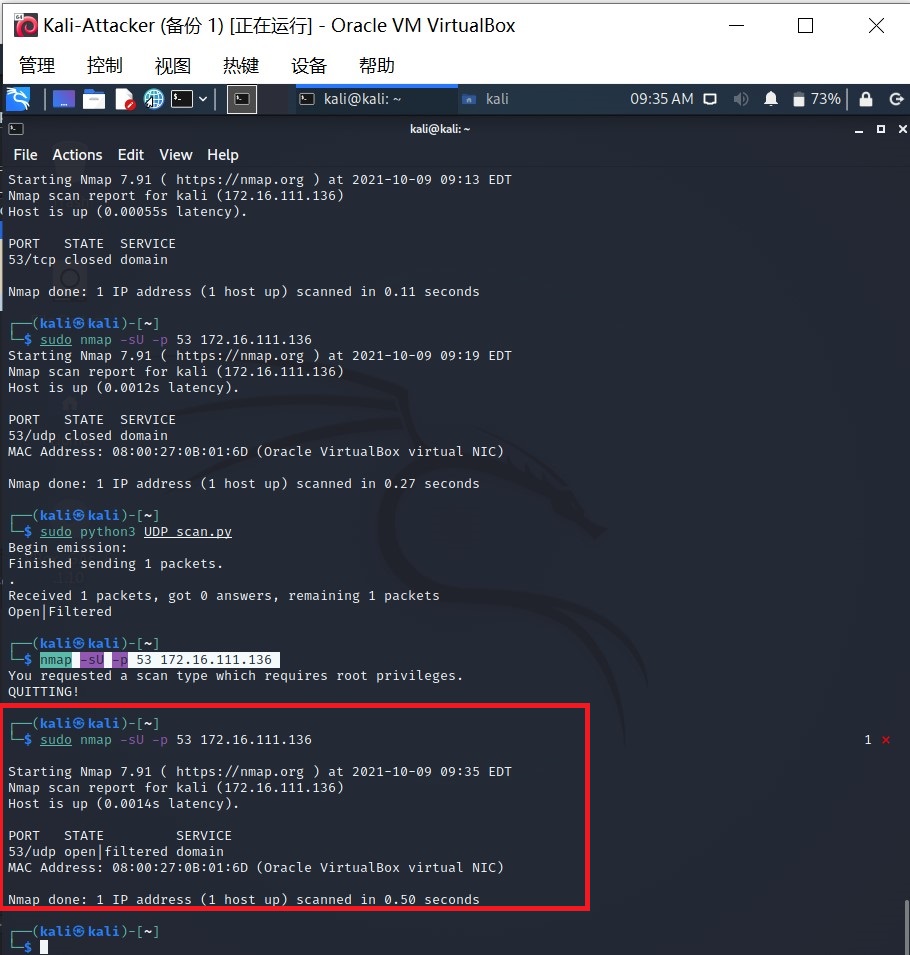 Kali-Attacker (备份 1) [正在运行] - Oracle VM VirtualBox
管理 控制 视图 热键 设备 帮助
kali@kali: ~ kali 09:35 AM 73%
kali@kali: ~
File Actions Edit View Help
Starting Nmap 7.91 ( https://nmap.org ) at 2021-10-09 09:13 EDT
Nmap scan report for kali (172.16.111.136)
Host is up (0.00055s latency).
PORT STATE SERVICE
53/tcp closed domain
Nmap done: 1 IP address (1 host up) scanned in 0.11 seconds
┌──(kali㉿kali)-[~]
└─$ sudo nmap -sU -p 53 172.16.111.136
Starting Nmap 7.91 ( https://nmap.org ) at 2021-10-09 09:19 EDT
Nmap scan report for kali (172.16.111.136)
Host is up (0.0012s latency).
PORT STATE SERVICE
53/udp closed domain
MAC Address: 08:00:27:0B:01:6D (Oracle VirtualBox virtual NIC)
Nmap done: 1 IP address (1 host up) scanned in 0.27 seconds
┌──(kali㉿kali)-[~]
└─$ sudo python3 UDP_scan.py
Begin emission:
Finished sending 1 packets.
.
Received 1 packets, got 0 answers, remaining 1 packets
Open|Filtered
┌──(kali㉿kali)-[~]
└─$ nmap -sU -p 53 172.16.111.136
You requested a scan type which requires root privileges.
QUITTING!
┌──(kali㉿kali)-[~]
└─$ sudo nmap -sU -p 53 172.16.111.136 1 ⨯
Starting Nmap 7.91 ( https://nmap.org ) at 2021-10-09 09:35 EDT
Nmap scan report for kali (172.16.111.136)
Host is up (0.0014s latency).
PORT STATE SERVICE
53/udp open|filtered domain
MAC Address: 08:00:27:0B:01:6D (Oracle VirtualBox virtual NIC)
Nmap done: 1 IP address (1 host up) scanned in 0.50 seconds
┌──(kali㉿kali)-[~]
└─$